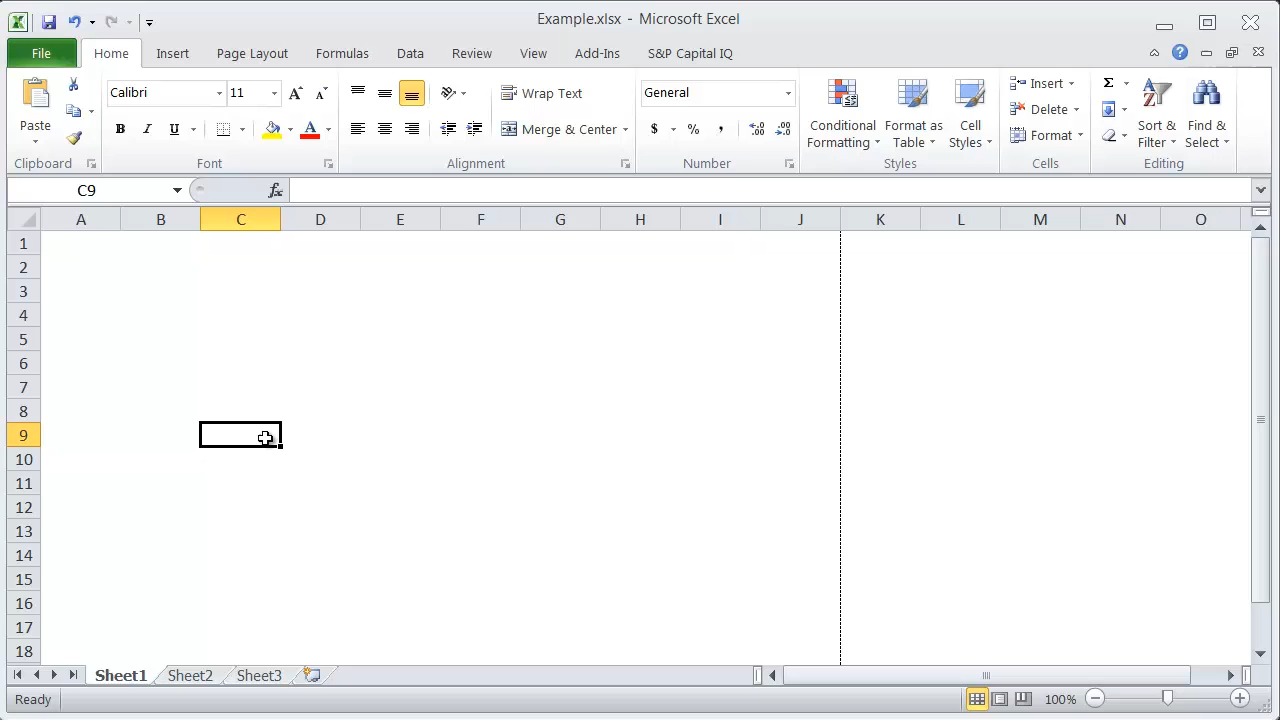 Example.xlsx - Microsoft Excel
File Home Insert Page Layout Formulas Data Review View Add-Ins S&P Capital IQ
Calibri 11 Wrap Text General Insert
Paste Conditional Formatting Format as Table Cell Styles Delete Sort & Filter Find & Select
B I U A Merge & Center $ % , Format
Clipboard Font Alignment Number Styles Cells Editing
C9 fx
A B C D E F G H I J K L M N O
1
2
3
4
5
6
7
8
9
10
11
12
13
14
15
16
17
18
Sheet1 Sheet2 Sheet3
Ready 100%